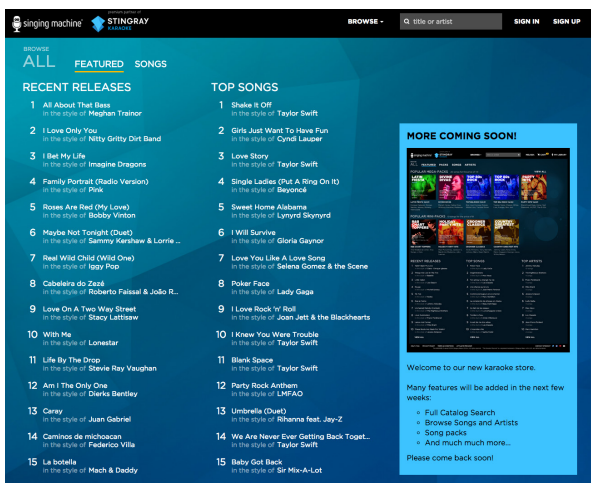 premium partner of
singing machine
STINGRAY
KARAOKE
BROWSE
title or artist
SIGN IN
SIGN UP
BROWSE
ALL
FEATURED
SONGS
RECENT RELEASES
1 All About That Bass
in the style of Meghan Trainor
2 I Love Only You
in the style of Nitty Gritty Dirt Band
3 I Bet My Life
in the style of Imagine Dragons
4 Family Portrait (Radio Version)
in the style of Pink
5 Roses Are Red (My Love)
in the style of Bobby Vinton
6 Maybe Not Tonight (Duet)
in the style of Sammy Kershaw & Lorrie ...
7 Real Wild Child (Wild One)
in the style of Iggy Pop
8 Cabeleira do Zezé
in the style of Roberto Faissal & João R...
9 Love On A Two Way Street
in the style of Stacy Lattisaw
10 With Me
in the style of Lonestar
11 Life By The Drop
in the style of Stevie Ray Vaughan
12 Am I The Only One
in the style of Dierks Bentley
13 Caray
in the style of Juan Gabriel
14 Caminos de michoacan
in the style of Federico Villa
15 La botella
in the style of Mach & Daddy
TOP SONGS
1 Shake It Off
in the style of Taylor Swift
2 Girls Just Want To Have Fun
in the style of Cyndi Lauper
3 Love Story
in the style of Taylor Swift
4 Single Ladies (Put A Ring On It)
in the style of Beyoncé
5 Sweet Home Alabama
in the style of Lynyrd Skynyrd
6 I Will Survive
in the style of Gloria Gaynor
7 Love You Like A Love Song
in the style of Selena Gomez & the Scene
8 Poker Face
in the style of Lady Gaga
9 I Love Rock 'n' Roll
in the style of Joan Jett & the Blackhearts
10 I Knew You Were Trouble
in the style of Taylor Swift
11 Blank Space
in the style of Taylor Swift
12 Party Rock Anthem
in the style of LMFAO
13 Umbrella (Duet)
in the style of Rihanna feat. Jay-Z
14 We Are Never Ever Getting Back Toget...
in the style of Taylor Swift
15 Baby Got Back
in the style of Sir Mix-A-Lot
MORE COMING SOON!
POPULAR MEGA-PACKS
RECENT RELEASES
TOP SONGS
TOP ARTISTS
Welcome to our new karaoke store.
Many features will be added in the next few
weeks:
Full Catalog Search
Browse Songs and Artists
Song packs
And much much more...
Please come back soon!